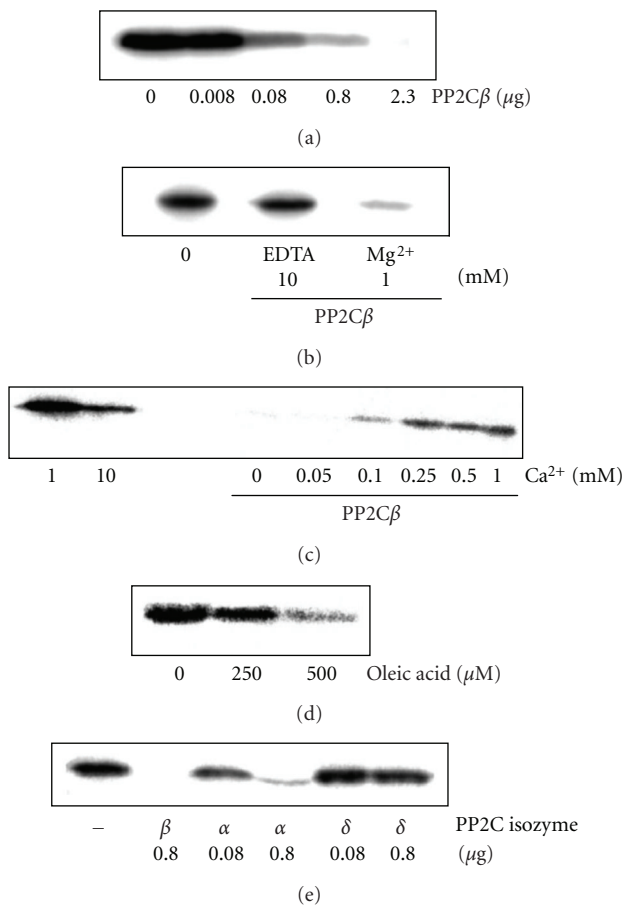 0 0.008 0.08 0.8 2.3 PP2Cβ (μg)
(a)
0 EDTA Mg²⁺
10 1 (mM)
PP2Cβ
(b)
1 10 0 0.05 0.1 0.25 0.5 1 Ca²⁺ (mM)
PP2Cβ
(c)
0 250 500 Oleic acid (μM)
(d)
– β α α δ δ PP2C isozyme
0.8 0.08 0.8 0.08 0.8 (μg)
(e)